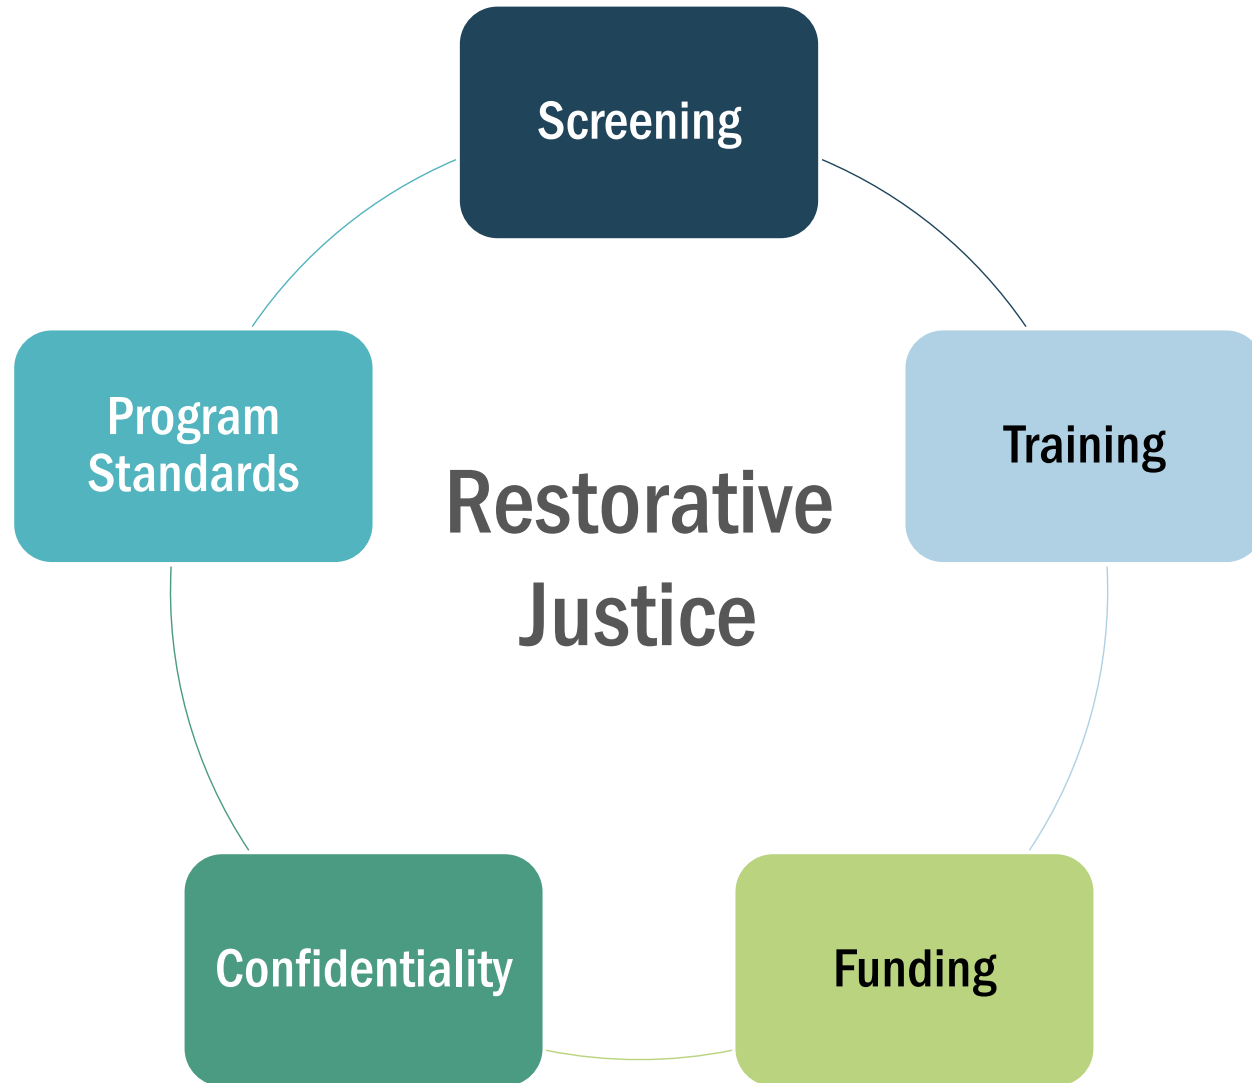 Screening
Program
Standards
Training
Restorative
Justice
Confidentiality
Funding